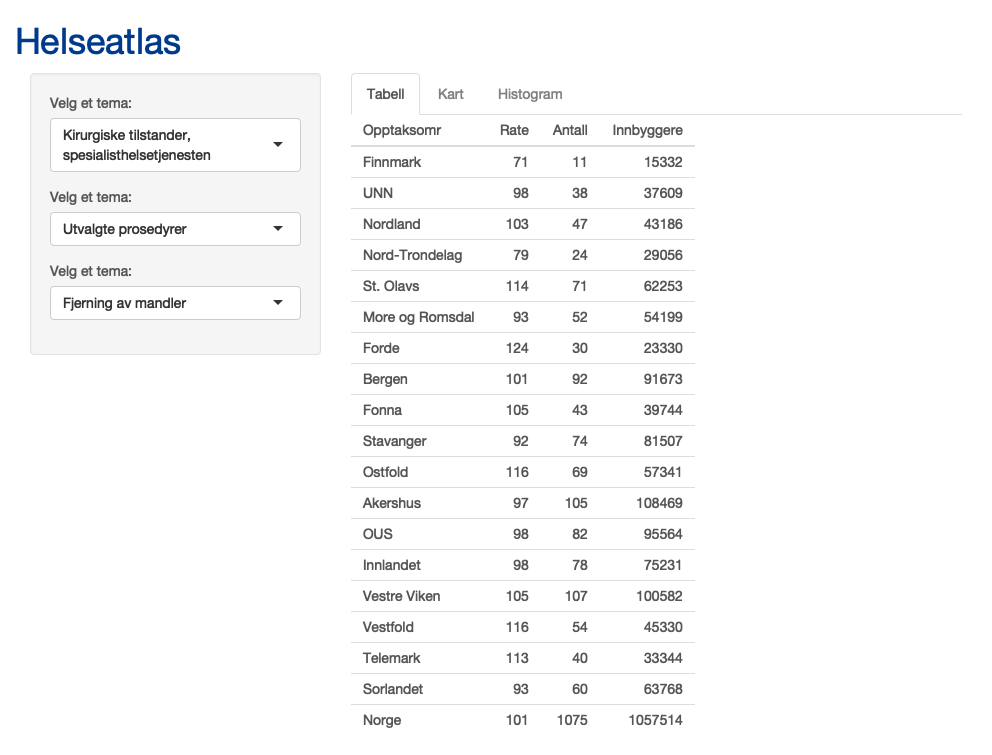 Helseatlas
Velg et tema:
Kirurgiske tilstander,
spesialisthelsetjenesten
Velg et tema:
Utvalgte prosedyrer
Velg et tema:
Fjerning av mandler
Tabell Kart Histogram
Opptaksomr Rate Antall Innbyggere
Finnmark 71 11 15332
UNN 98 38 37609
Nordland 103 47 43186
Nord-Trondelag 79 24 29056
St. Olavs 114 71 62253
More og Romsdal 93 52 54199
Forde 124 30 23330
Bergen 101 92 91673
Fonna 105 43 39744
Stavanger 92 74 81507
Ostfold 116 69 57341
Akershus 97 105 108469
OUS 98 82 95564
Innlandet 98 78 75231
Vestre Viken 105 107 100582
Vestfold 116 54 45330
Telemark 113 40 33344
Sorlandet 93 60 63768
Norge 101 1075 1057514